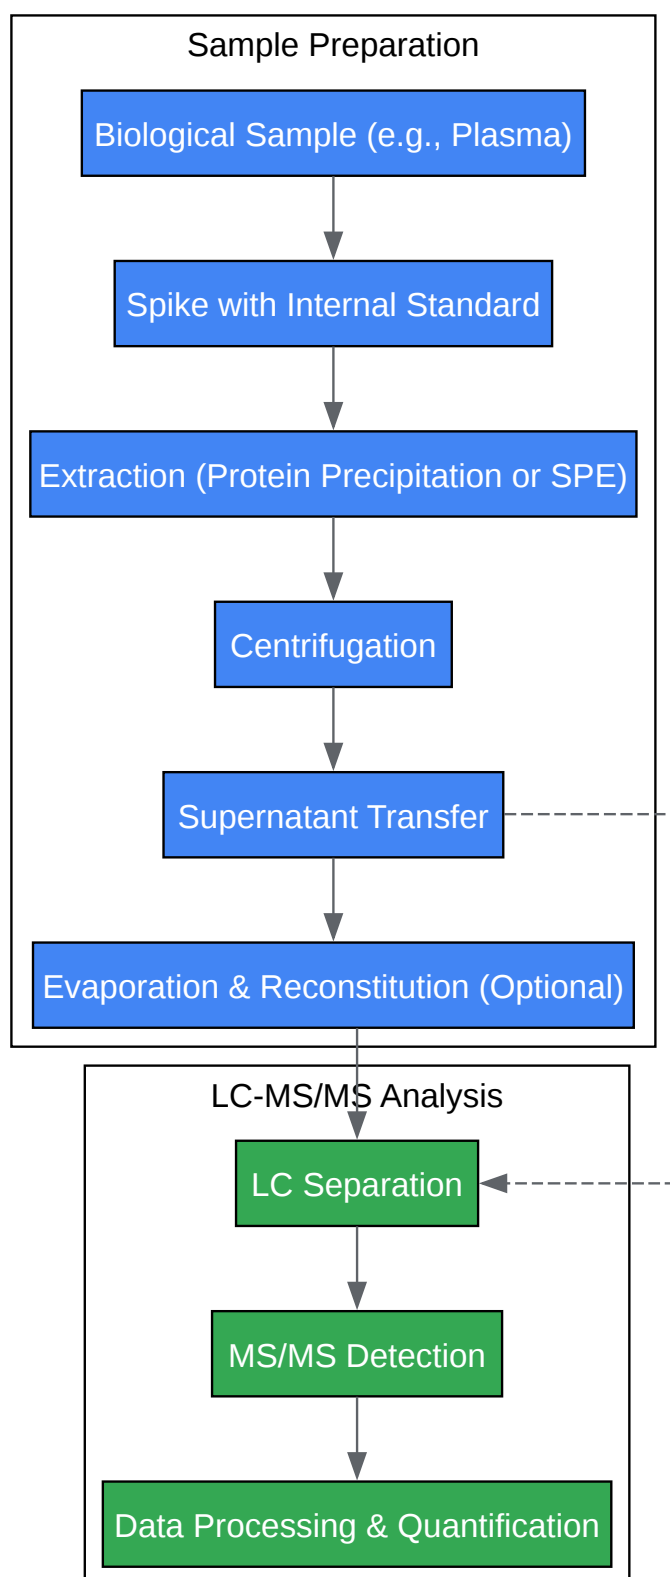 Sample Preparation
Biological Sample (e.g., Plasma)
Spike with Internal Standard
Extraction (Protein Precipitation or SPE)
Centrifugation
Supernatant Transfer
Evaporation & Reconstitution (Optional)
LC-MS/MS Analysis
LC Separation
MS/MS Detection
Data Processing & Quantification